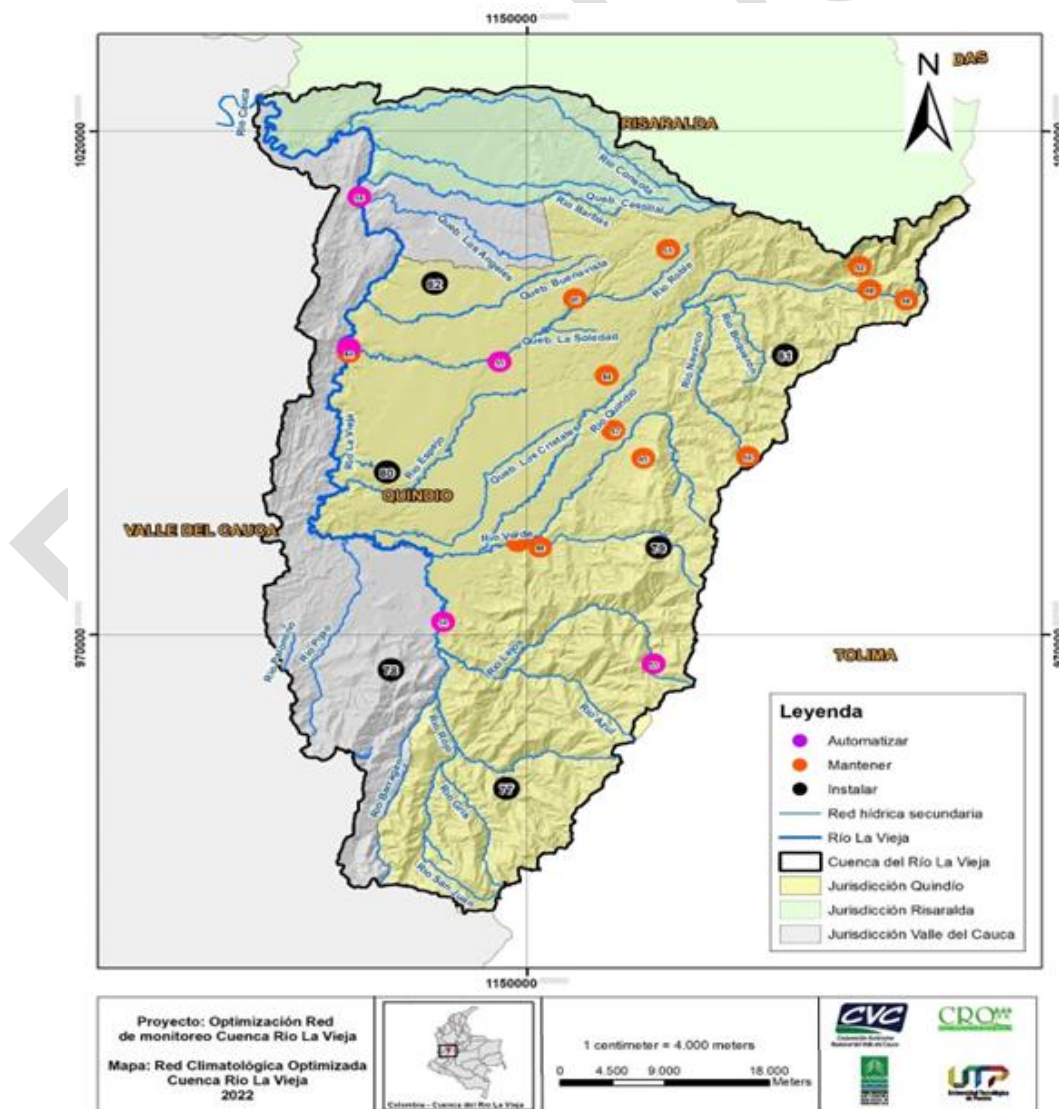 1150000
N
DAS
RISARALDA
1020000
Río Cauca
Río Consota
Queb. Cestillal
Río Barbas
Queb. Los Angeles
Queb. Buenavista
Río Roble
82
Queb. La Soledad
Río Navarco
Río Boquerón
81
Río La Vieja
Río Espejo
Queb. Los Cristales
Río Quindío
80
QUINDIO
VALLE DEL CAUCA
Río Verde
79
970000
Río Pijao
Río Lejos
78
TOLIMA
Río Azul
Río Rojo
Río Barragán
77
Río Gris
Río San Juan
Leyenda
Automatizar
Mantener
Instalar
Red hídrica secundaria
Río La Vieja
Cuenca del Río La Vieja
Jurisdicción Quindío
Jurisdicción Risaralda
Jurisdicción Valle del Cauca
1150000
Proyecto: Optimización Red
de monitoreo Cuenca Río La Vieja
Mapa: Red Climatológica Optimizada
Cuenca Río La Vieja
2022
Colombia - Cuenca del Río La Vieja
1 centimeter = 4.000 meters
0 4.500 9.000 18.000
Meters
CVC
CRQ
UTP